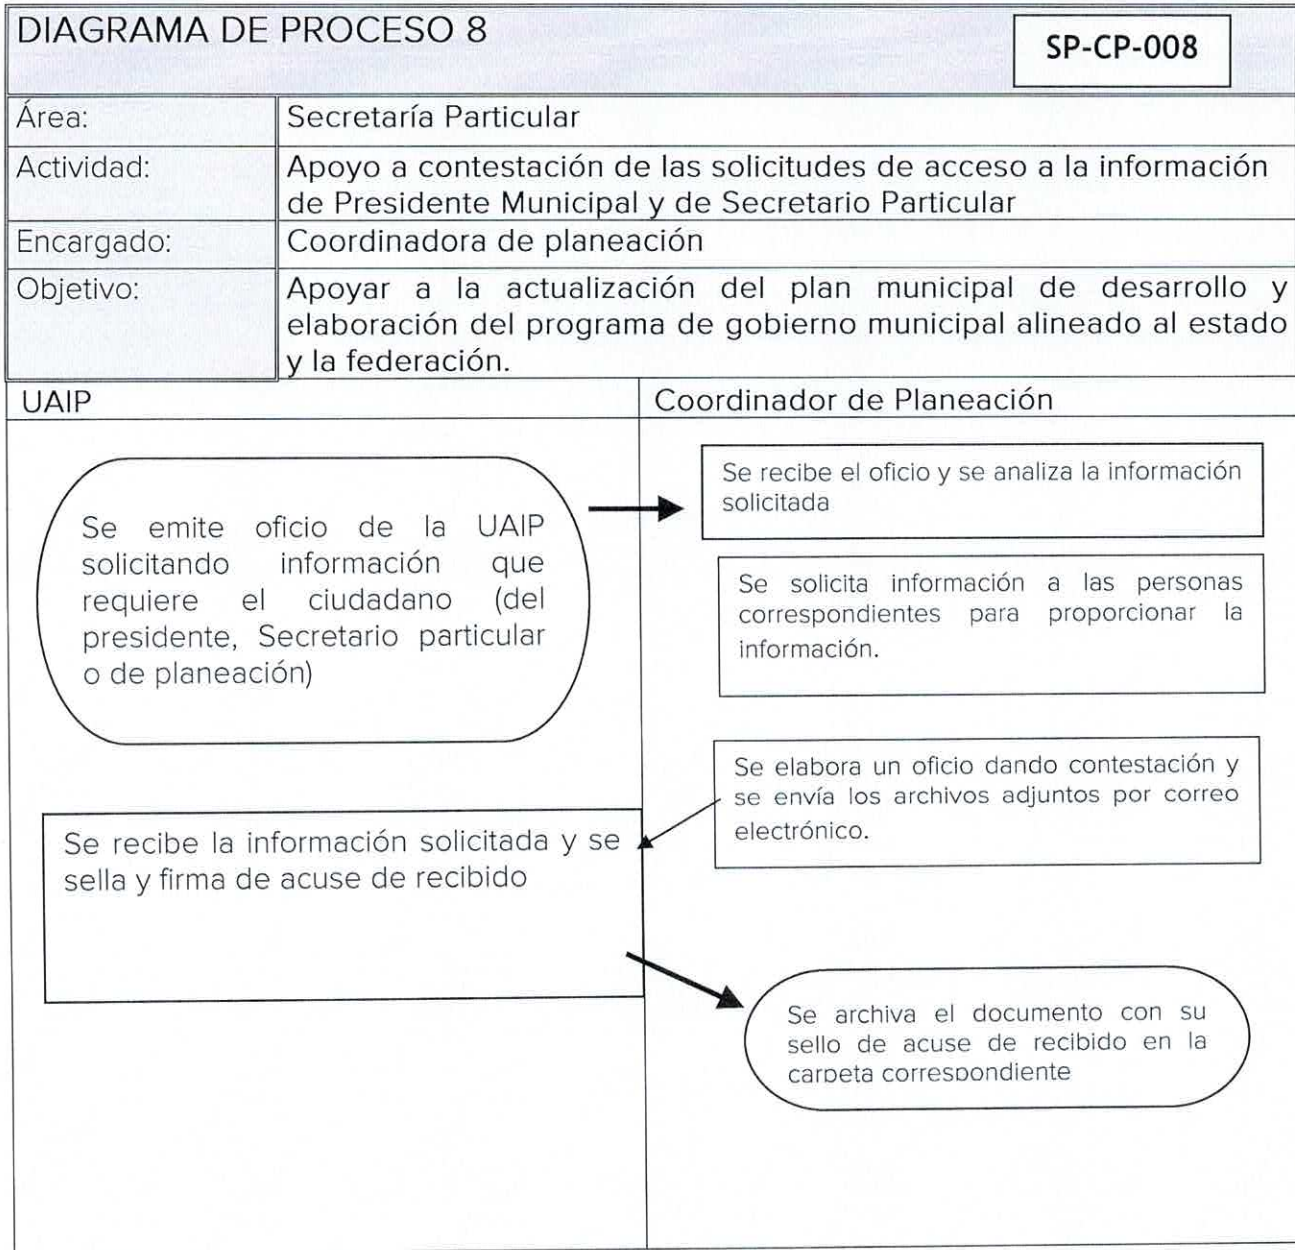 DIAGRAMA DE PROCESO 8
SP-CP-008
Área:
Secretaría Particular
Actividad:
Apoyo a contestación de las solicitudes de acceso a la información
de Presidente Municipal y de Secretario Particular
Encargado:
Coordinadora de planeación
Objetivo:
Apoyar a la actualización del plan municipal de desarrollo y
elaboración del programa de gobierno municipal alineado al estado
y la federación.
UAIP
Coordinador de Planeación
Se emite oficio de la UAIP
solicitando información que
requiere el ciudadano (del
presidente, Secretario particular
o de planeación)
Se recibe el oficio y se analiza la información
solicitada
Se solicita información a las personas
correspondientes para proporcionar la
información.
Se elabora un oficio dando contestación y
se envía los archivos adjuntos por correo
electrónico.
Se recibe la información solicitada y se
sella y firma de acuse de recibido
Se archiva el documento con su
sello de acuse de recibido en la
carpeta correspondiente